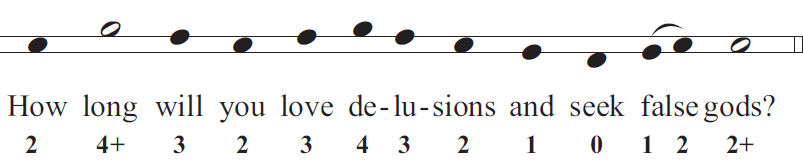 How long will you love de-lu-sions and seek false gods?
2 4+ 3 2 3 4 3 2 1 0 1 2 2+